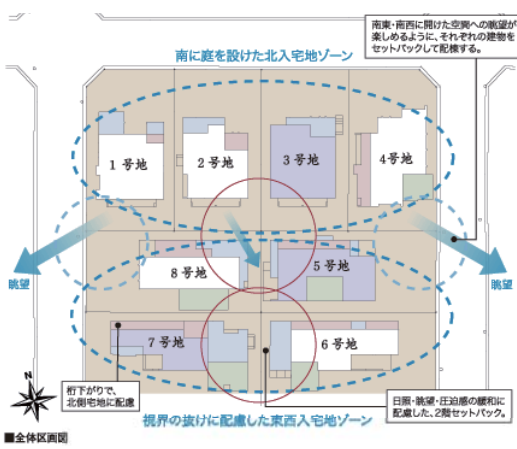 南東・南西に開けた空間への眺望が
楽しめるように、それぞれの建物を
セットバックして配棟する。
南に庭を設けた北入宅地ゾーン
1号地
2号地
3号地
4号地
眺望
眺望
8号地
5号地
7号地
6号地
N
桁下がりで、
北側宅地に配慮
日照・眺望・圧迫感の緩和に
配慮した、2階セットバック。
視界の抜けに配慮した東西入宅地ゾーン
■全体区画図